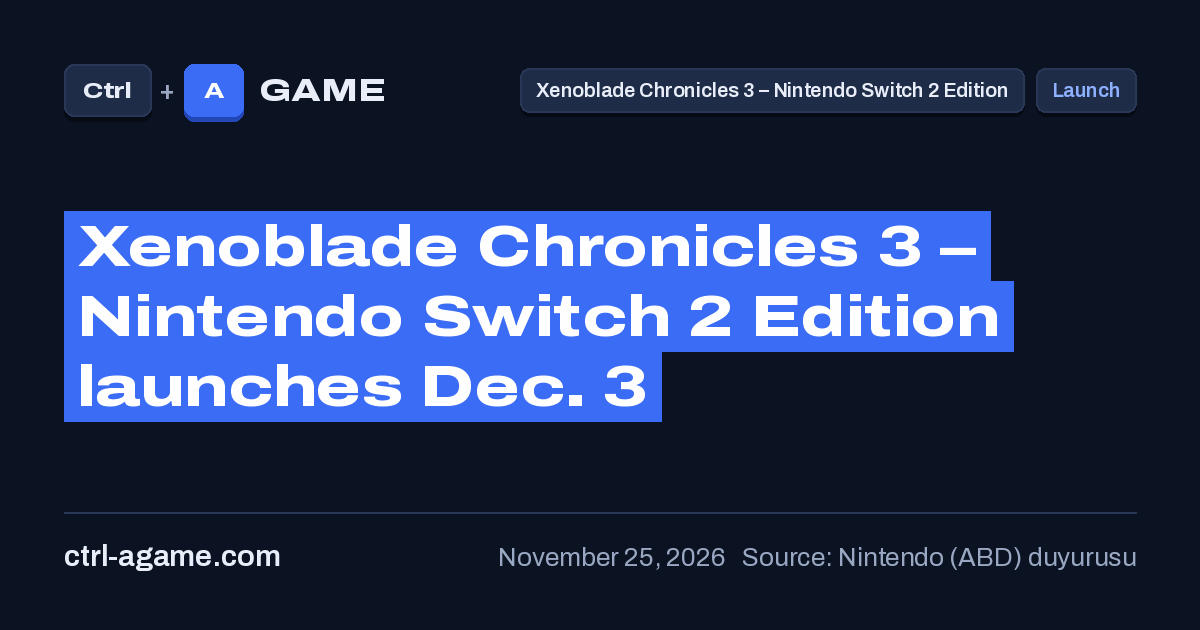 Ctrl + A GAME
Xenoblade Chronicles 3 – Nintendo Switch 2 Edition
Launch
Xenoblade Chronicles 3 –
Nintendo Switch 2 Edition
launches Dec. 3
ctrl-agame.com
November 25, 2026 Source: Nintendo (ABD) duyurusu